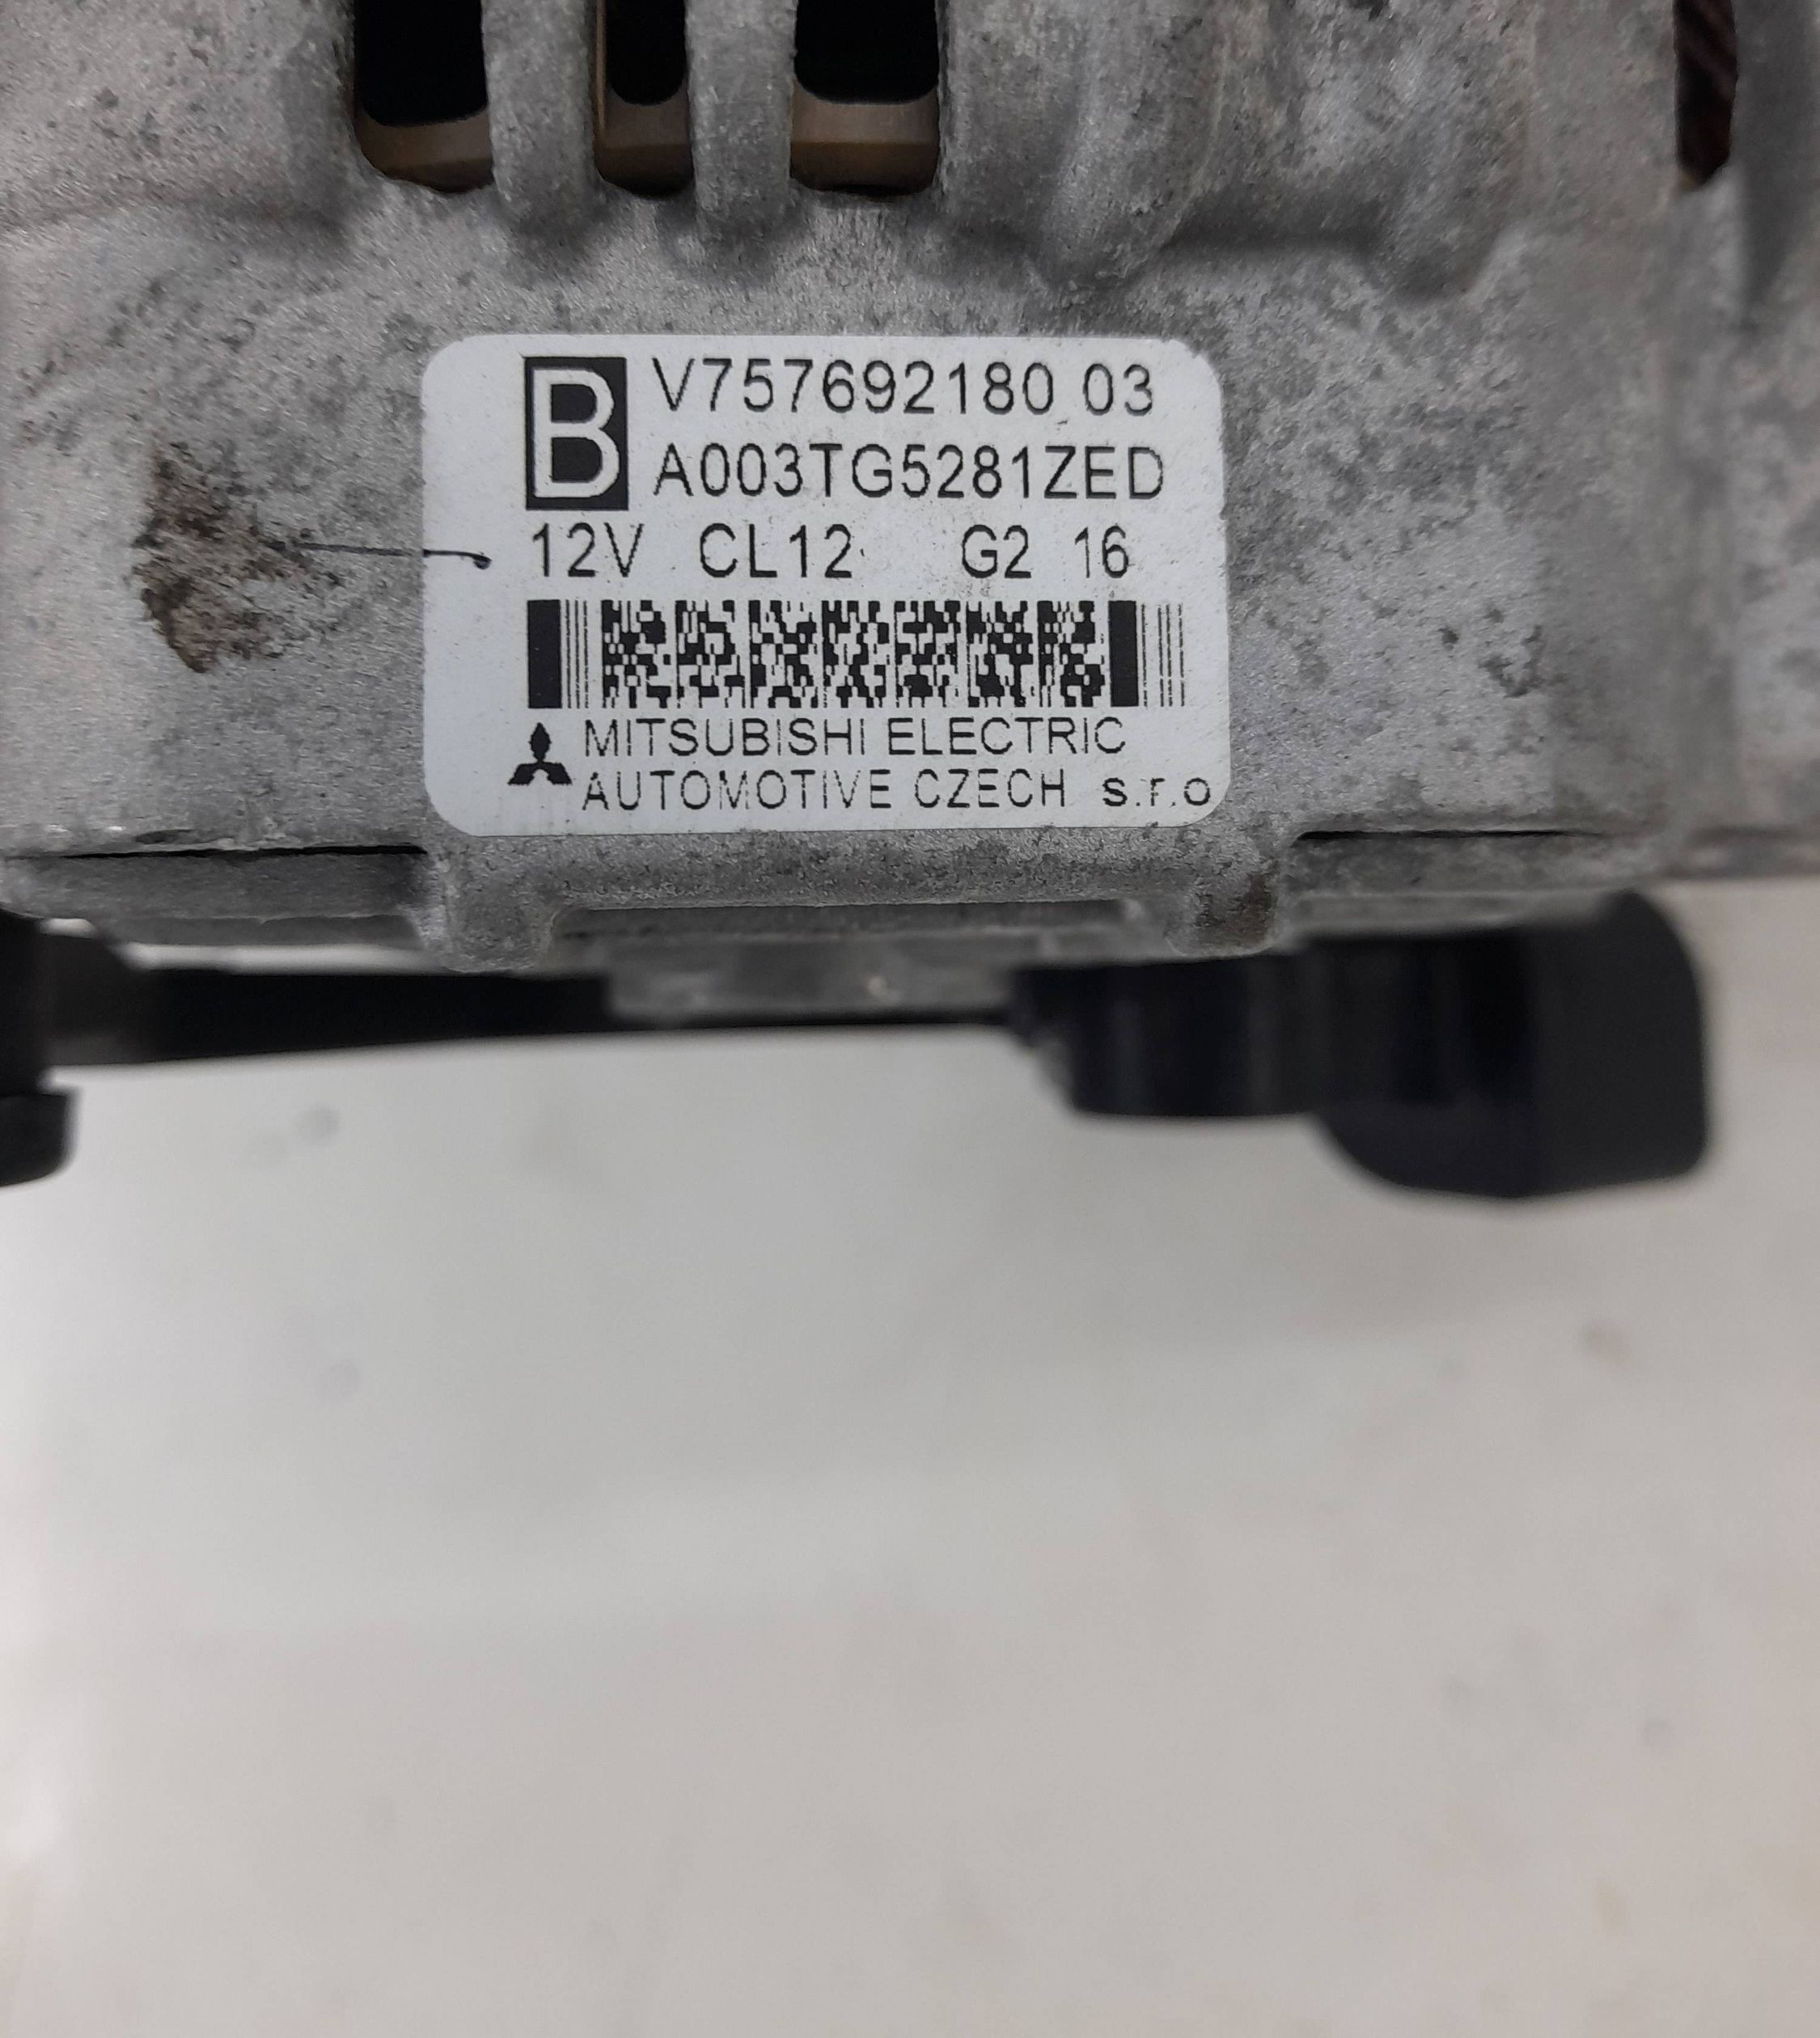 B V757692180 03
A003TG5281ZED
12V CL12 G2 16
MITSUBISHI ELECTRIC
AUTOMOTIVE CZECH s.r.o